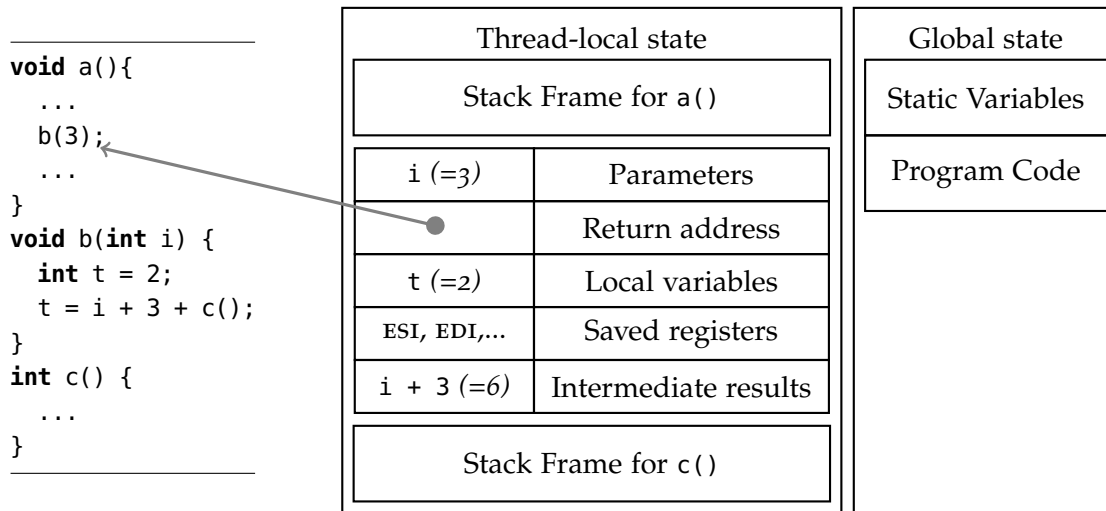 void a(){
...
b(3);
...
}
void b(int i) {
int t = 2;
t = i + 3 + c();
}
int c() {
...
}
Thread-local state
Stack Frame for a()
i (=3) Parameters
Return address
t (=2) Local variables
ESI, EDI,... Saved registers
i + 3 (=6) Intermediate results
Stack Frame for c()
Global state
Static Variables
Program Code